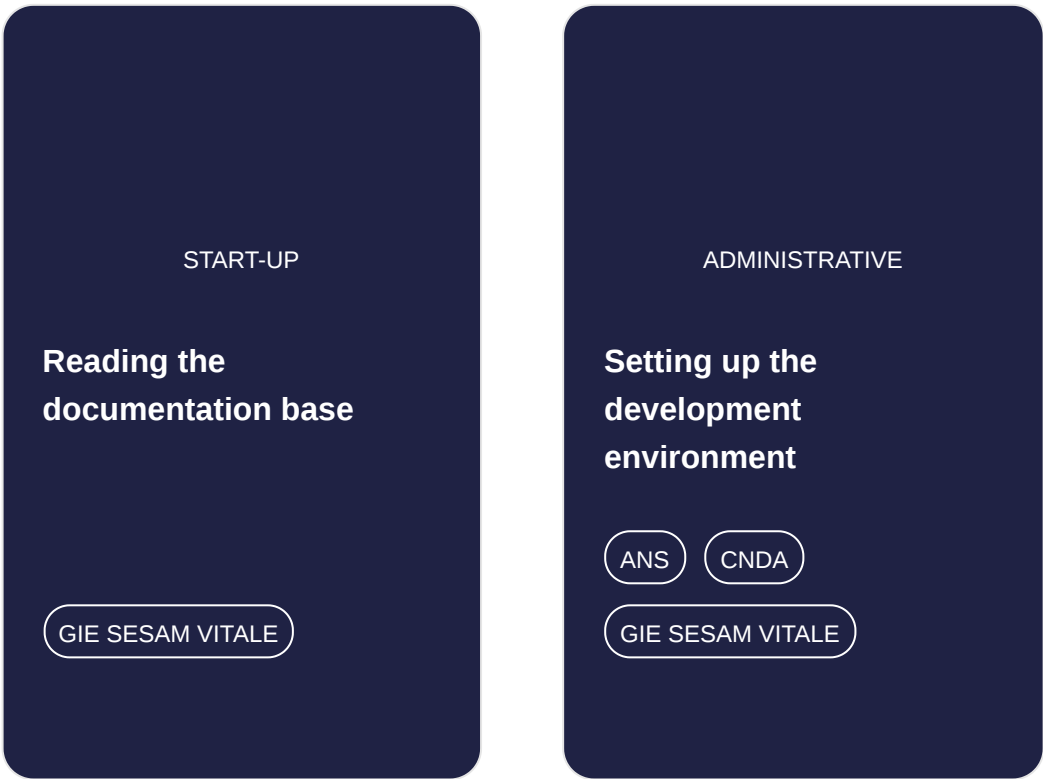 START-UP
Reading the
documentation base
GIE SESAM VITALE
ADMINISTRATIVE
Setting up the
development
environment
ANS
CNDA
GIE SESAM VITALE